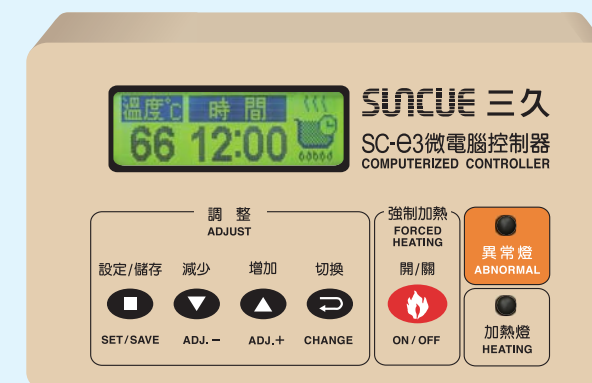 溫度℃ 時間
66 12:00
SUNCUE 三久
SC-e3微電腦控制器
COMPUTERIZED CONTROLLER
調整
ADJUST
設定/儲存 減少 增加 切換
SET/SAVE ADJ.- ADJ.+ CHANGE
強制加熱
FORCED
HEATING
開/關
ON/OFF
異常燈
ABNORMAL
加熱燈
HEATING